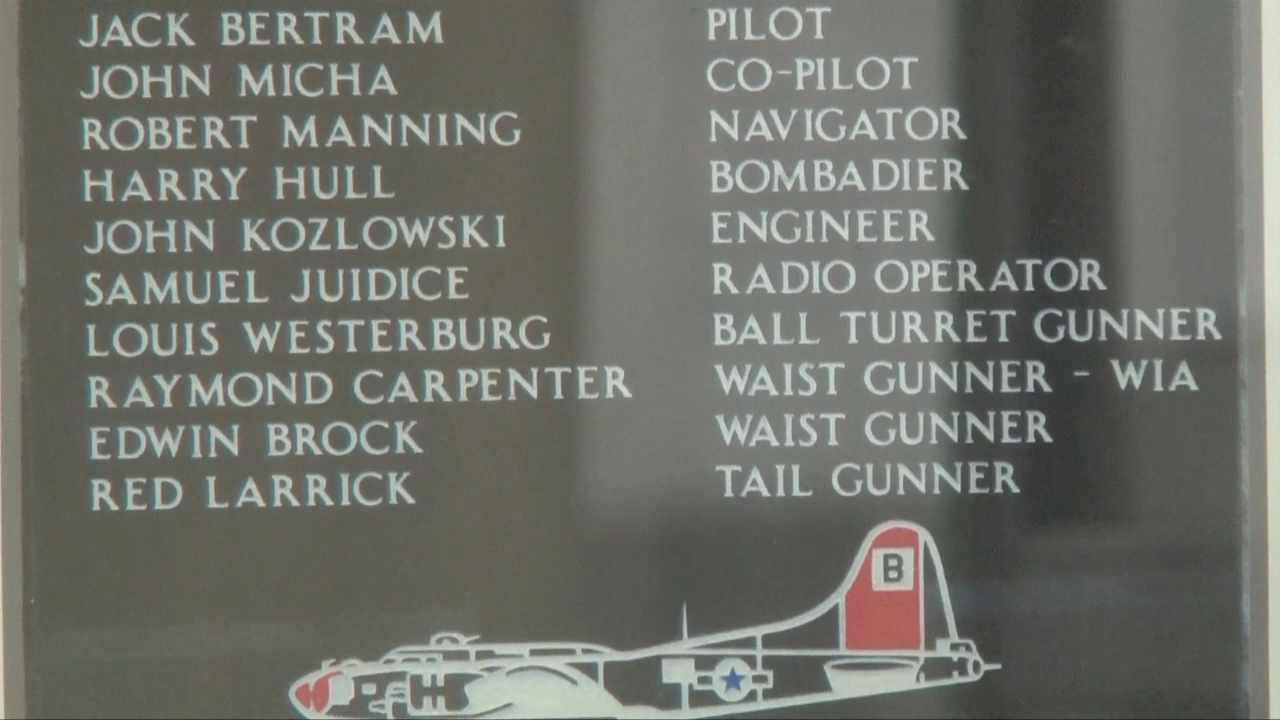 JACK BERTRAM PILOT
JOHN MICHA CO-PILOT
ROBERT MANNING NAVIGATOR
HARRY HULL BOMBADIER
JOHN KOZLOWSKI ENGINEER
SAMUEL JUIDICE RADIO OPERATOR
LOUIS WESTERBURG BALL TURRET GUNNER
RAYMOND CARPENTER WAIST GUNNER - WIA
EDWIN BROCK WAIST GUNNER
RED LARRICK TAIL GUNNER
B